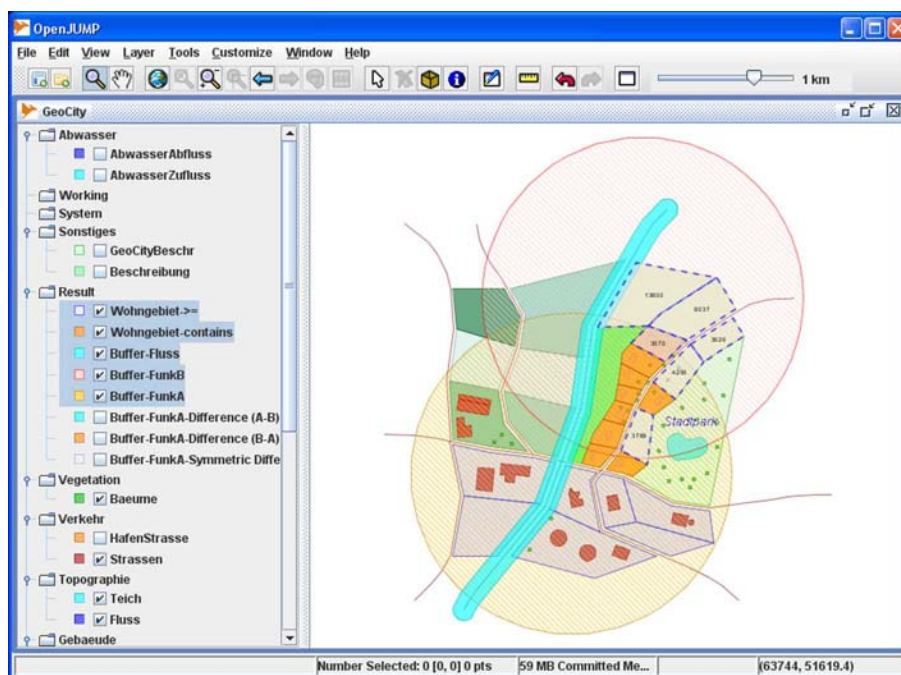 OpenJUMP
File Edit View Layer Tools Customize Window Help
1 km
GeoCity
Abwasser
AbwasserAbfluss
AbwasserZufluss
Working
System
Sonstiges
GeoCityBeschr
Beschreibung
Result
Wohngebiet->=
Wohngebiet-contains
Buffer-Fluss
Buffer-FunkB
Buffer-FunkA
Buffer-FunkA-Difference (A-B)
Buffer-FunkA-Difference (B-A)
Buffer-FunkA-Symmetric Diffe
Vegetation
Baeume
Verkehr
HafenStrasse
Strassen
Topographie
Teich
Fluss
Gebaeude
8037
Stadtpark
Number Selected: 0 [0, 0] 0 pts 59 MB Committed Me... (63744, 51619.4)